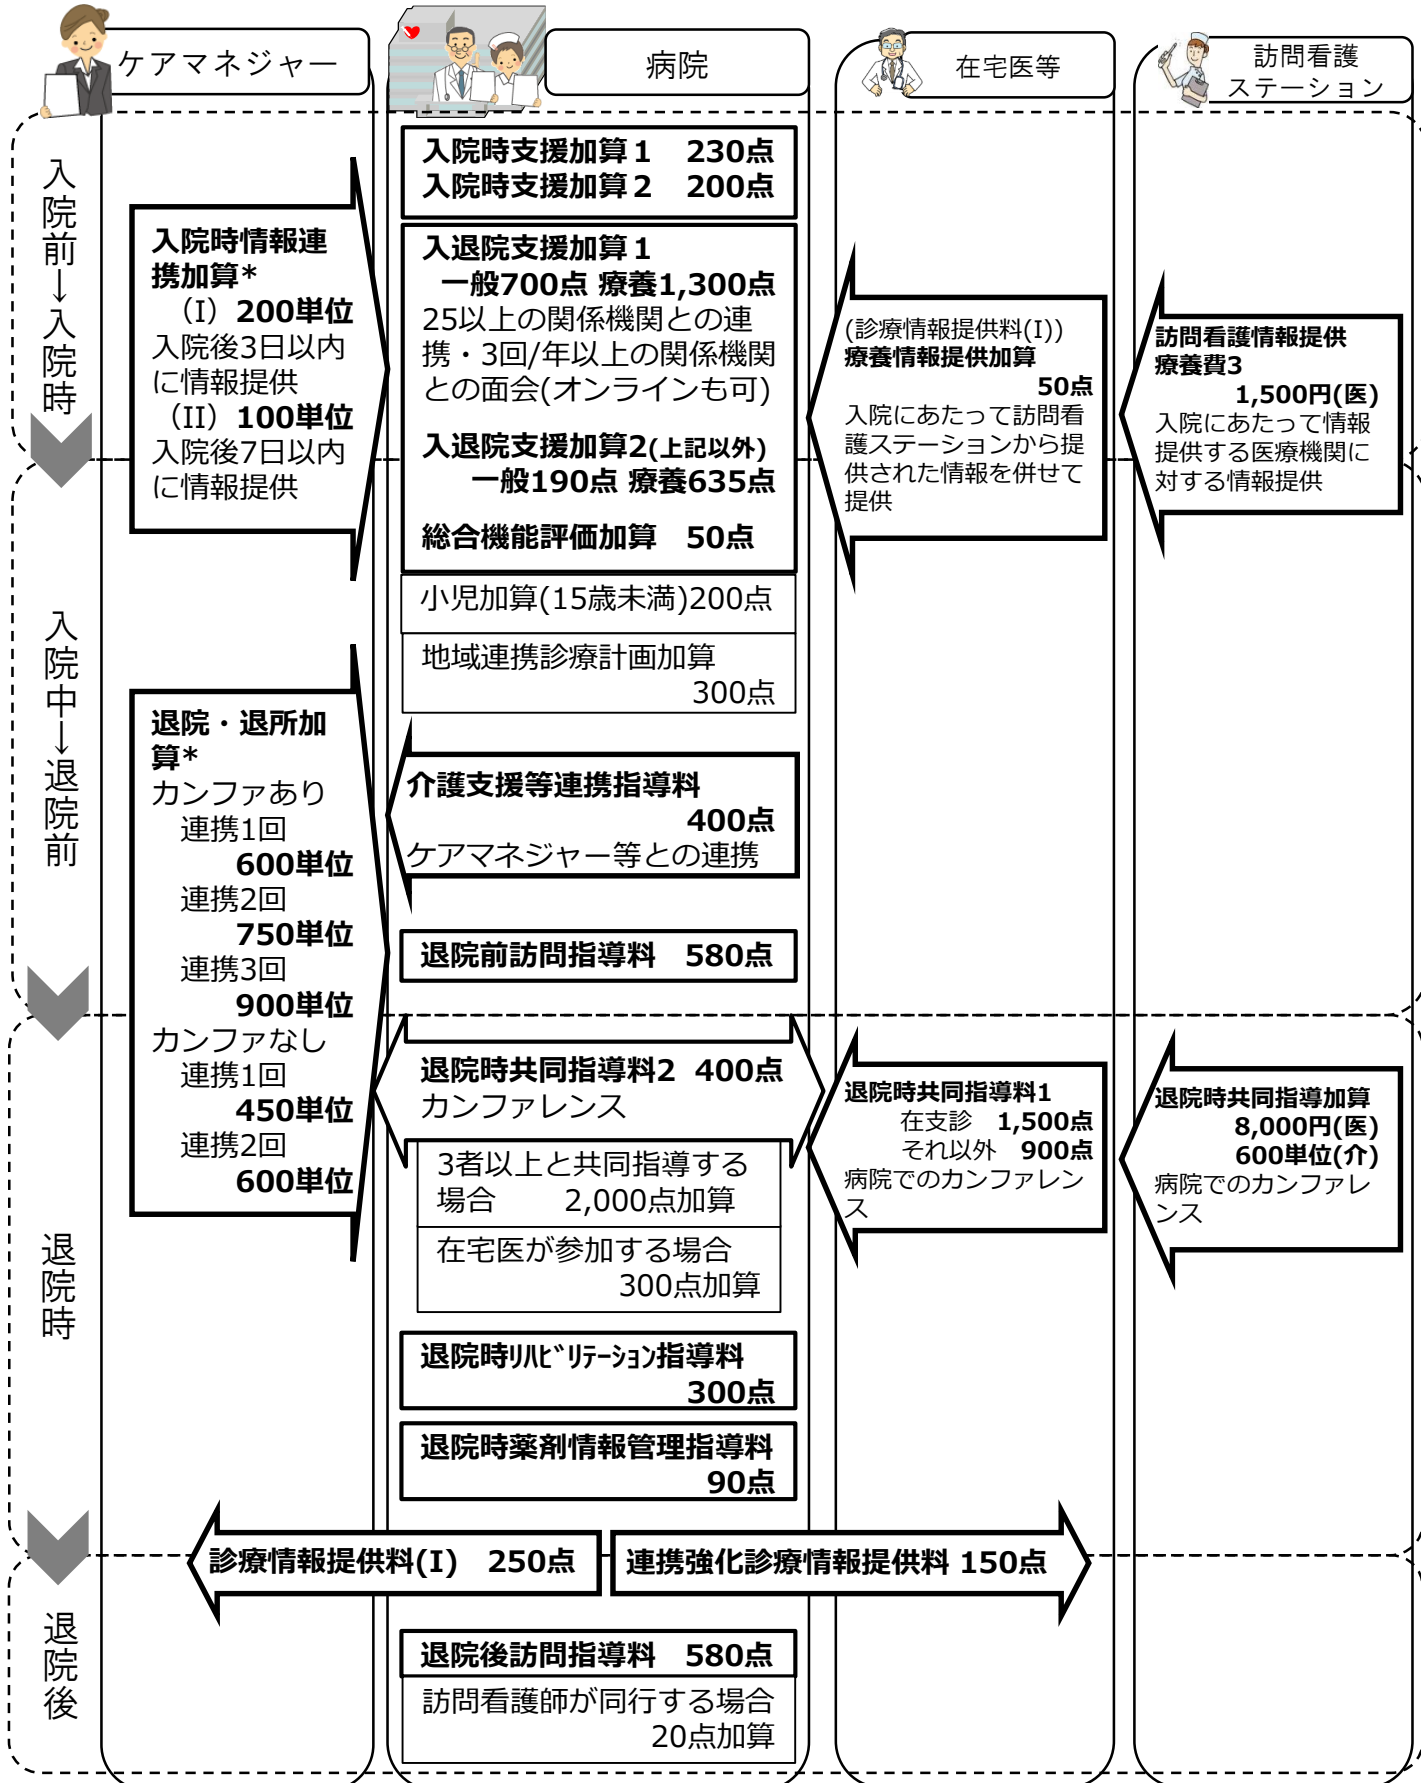 ケアマネジャー
病院
在宅医等
訪問看護
ステーション
入院前→入院時
入院時支援加算１　230点
入院時支援加算２　200点
入院時情報連
携加算*
（I）200単位
入院後3日以内
に情報提供
（II）100単位
入院後7日以内
に情報提供
入退院支援加算１
一般700点 療養1,300点
25以上の関係機関との連
携・3回/年以上の関係機関
との面会(オンラインも可)
入退院支援加算2(上記以外)
一般190点 療養635点
総合機能評価加算　50点
小児加算(15歳未満)200点
地域連携診療計画加算
300点
(診療情報提供料(I))
療養情報提供加算
50点
入院にあたって訪問看
護ステーションから提
供された情報を併せて
提供
訪問看護情報提供
療養費3
1,500円(医)
入院にあたって情報
提供する医療機関に
対する情報提供
入院中→退院前
退院・退所加
算*
カンファあり
連携1回
600単位
連携2回
750単位
連携3回
900単位
カンファなし
連携1回
450単位
連携2回
600単位
介護支援等連携指導料
400点
ケアマネジャー等との連携
退院前訪問指導料　580点
退院時
退院時共同指導料2 400点
カンファレンス
3者以上と共同指導する
場合　　2,000点加算
在宅医が参加する場合
300点加算
退院時共同指導料1
在支診　1,500点
それ以外　900点
病院でのカンファレン
ス
退院時共同指導加算
8,000円(医)
600単位(介)
病院でのカンファレ
ンス
退院時ﾘﾊﾋﾞﾘﾃｰｼｮﾝ指導料
300点
退院時薬剤情報管理指導料
90点
診療情報提供料(I)　250点
連携強化診療情報提供料 150点
退院後
退院後訪問指導料　580点
訪問看護師が同行する場合
20点加算